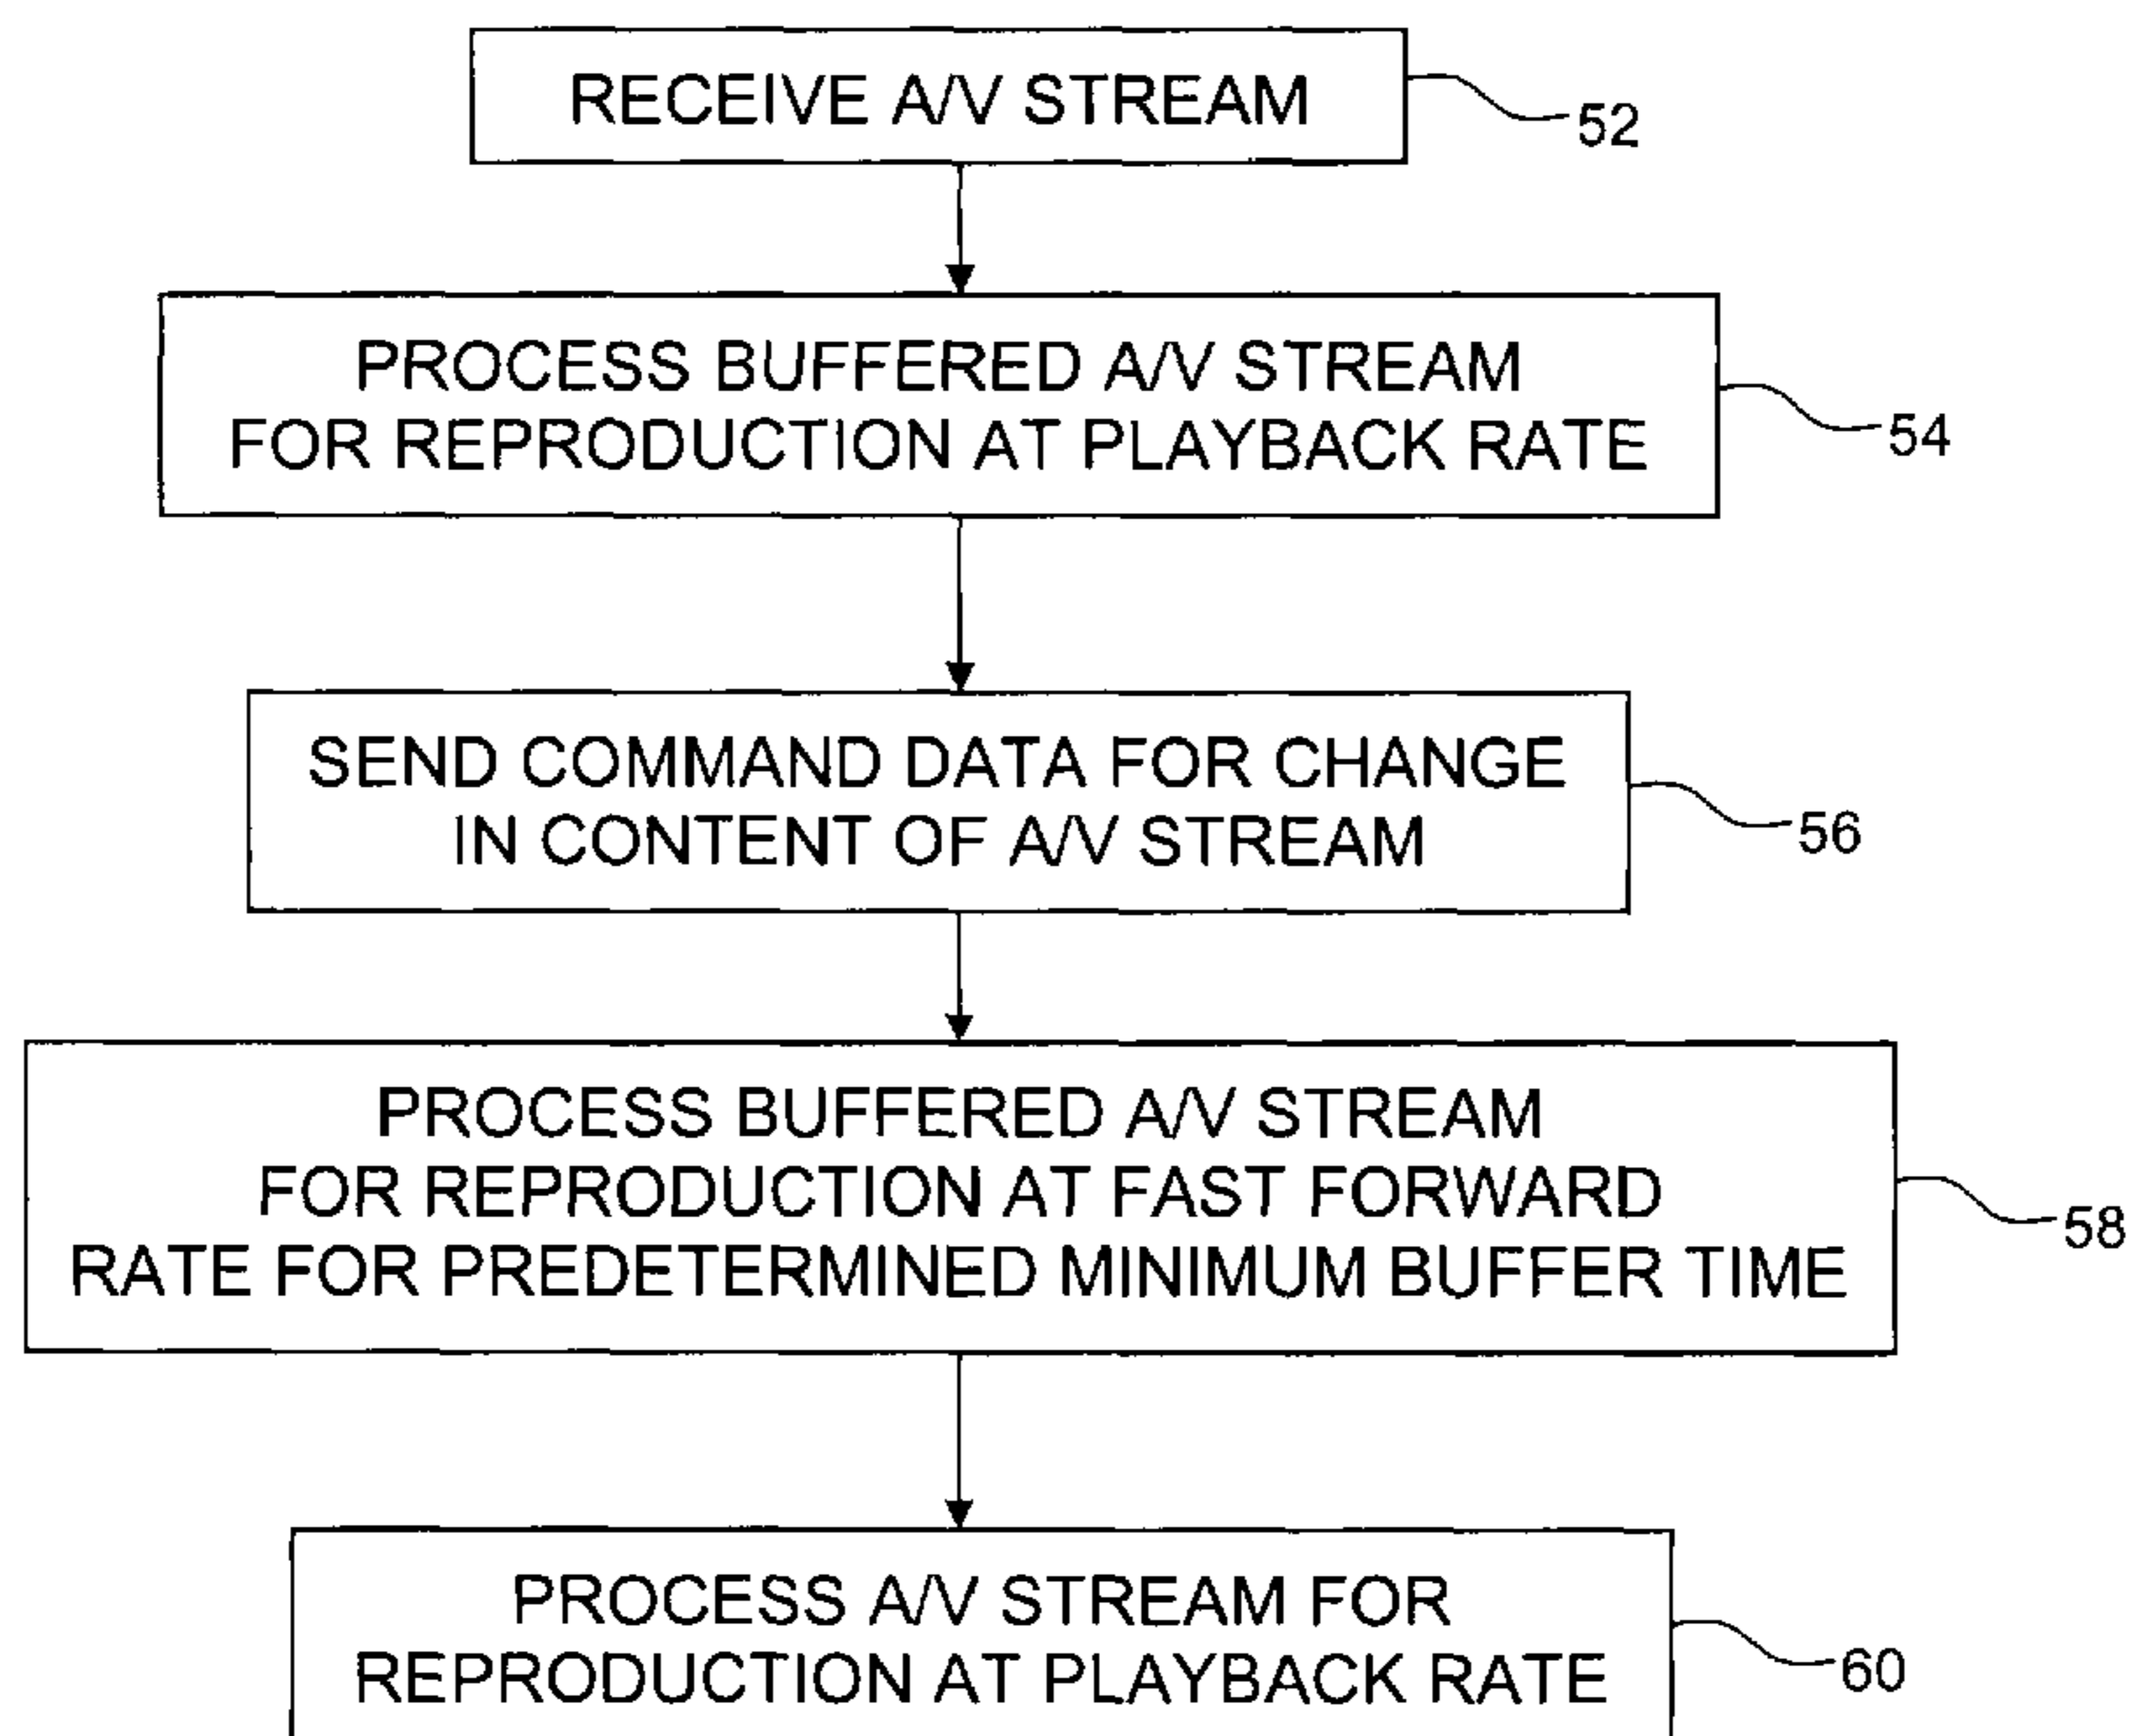 RECEIVE A/V STREAM
52
PROCESS BUFFERED A/V STREAM
FOR REPRODUCTION AT PLAYBACK RATE
54
SEND COMMAND DATA FOR CHANGE
IN CONTENT OF A/V STREAM
56
PROCESS BUFFERED A/V STREAM
FOR REPRODUCTION AT FAST FORWARD
RATE FOR PREDETERMINED MINIMUM BUFFER TIME
58
PROCESS A/V STREAM FOR
REPRODUCTION AT PLAYBACK RATE
60